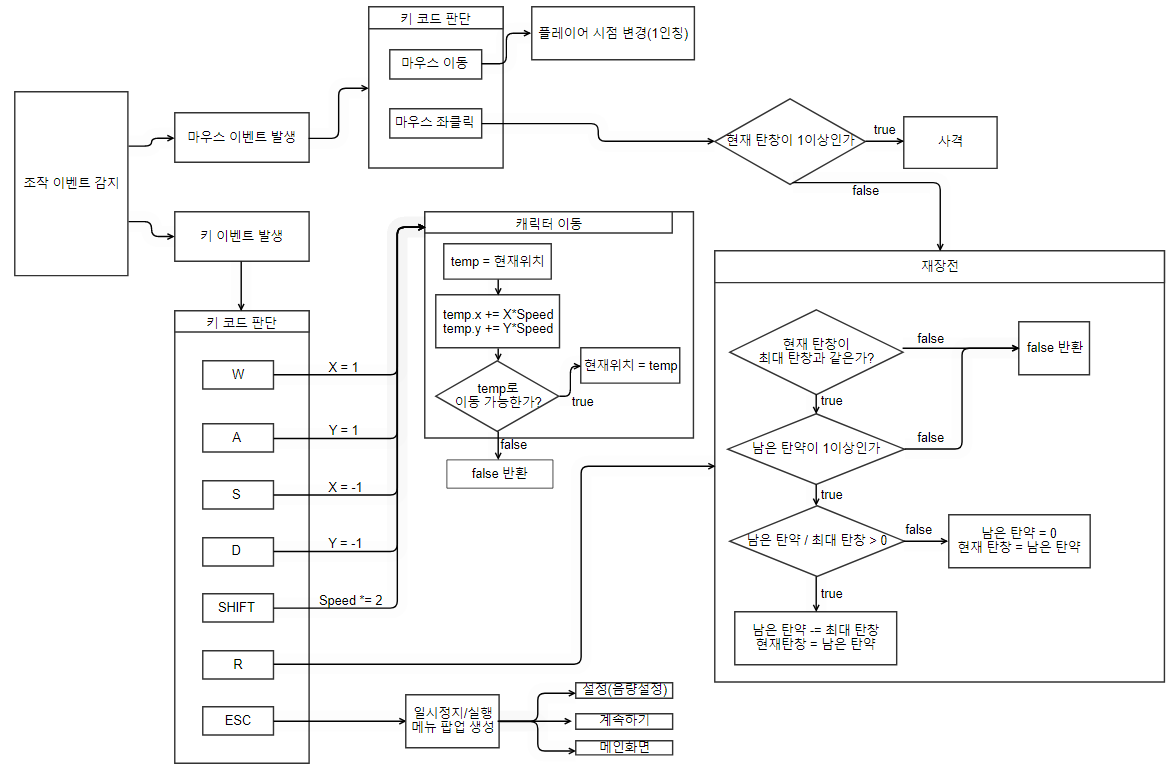 조작 이벤트 감지
마우스 이벤트 발생
키 이벤트 발생
키 코드 판단
마우스 이동
마우스 좌클릭
플레이어 시점 변경(1인칭)
현재 탄창이 1이상인가
true
사격
false
키 코드 판단
W
X = 1
A
Y = 1
S
X = -1
D
Y = -1
SHIFT
Speed *= 2
R
ESC
캐릭터 이동
temp = 현재위치
temp.x += X*Speed
temp.y += Y*Speed
temp로
이동 가능한가?
true
현재위치 = temp
false
false 반환
일시정지/실행
메뉴 팝업 생성
설정(음량설정)
계속하기
메인화면
재장전
현재 탄창이
최대 탄창과 같은가?
false
false 반환
true
남은 탄약이 1이상인가
false
true
남은 탄약 / 최대 탄창 > 0
false
남은 탄약 = 0
현재 탄창 = 남은 탄약
true
남은 탄약 -= 최대 탄창
현재탄창 = 남은 탄약